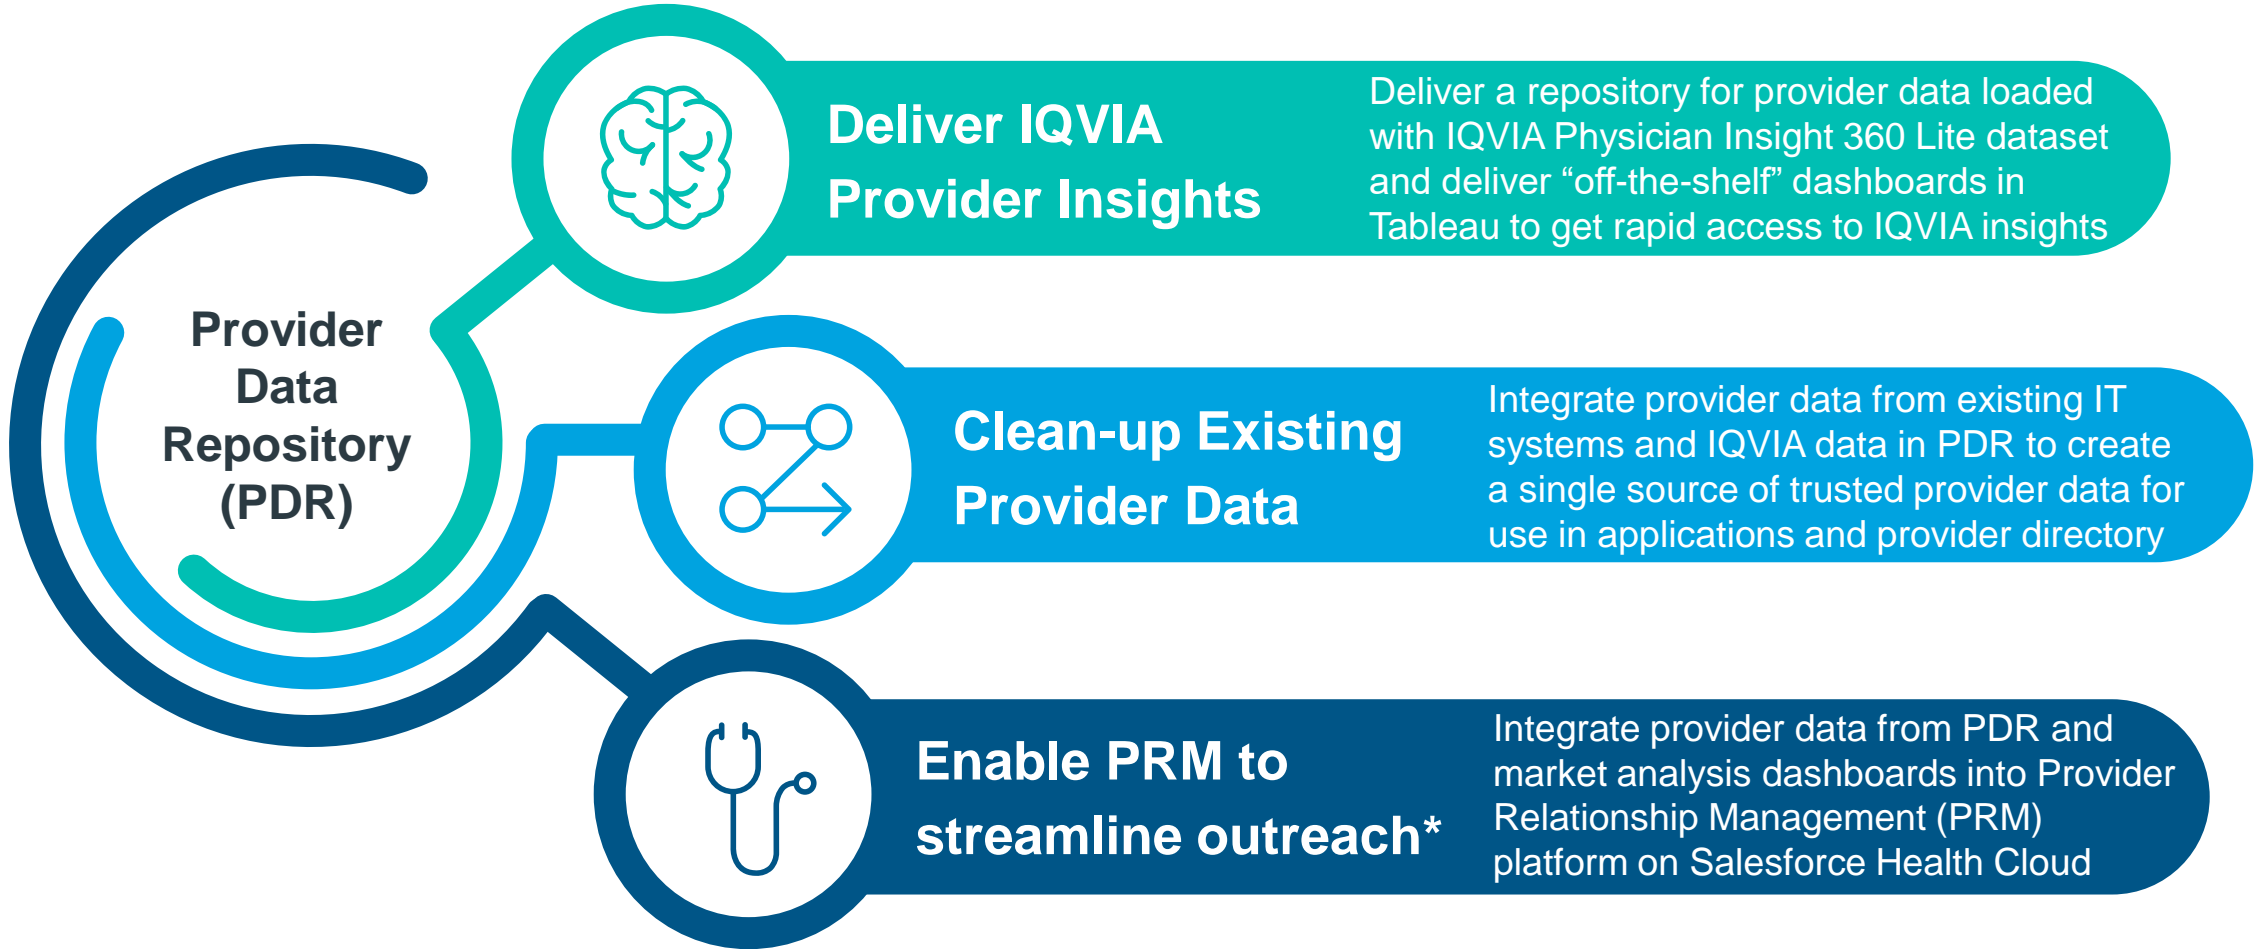 Provider
Data
Repository
(PDR)
Deliver IQVIA
Provider Insights
Deliver a repository for provider data loaded
with IQVIA Physician Insight 360 Lite dataset
and deliver “off-the-shelf” dashboards in
Tableau to get rapid access to IQVIA insights
Clean-up Existing
Provider Data
Integrate provider data from existing IT
systems and IQVIA data in PDR to create
a single source of trusted provider data for
use in applications and provider directory
Enable PRM to
streamline outreach*
Integrate provider data from PDR and
market analysis dashboards into Provider
Relationship Management (PRM)
platform on Salesforce Health Cloud